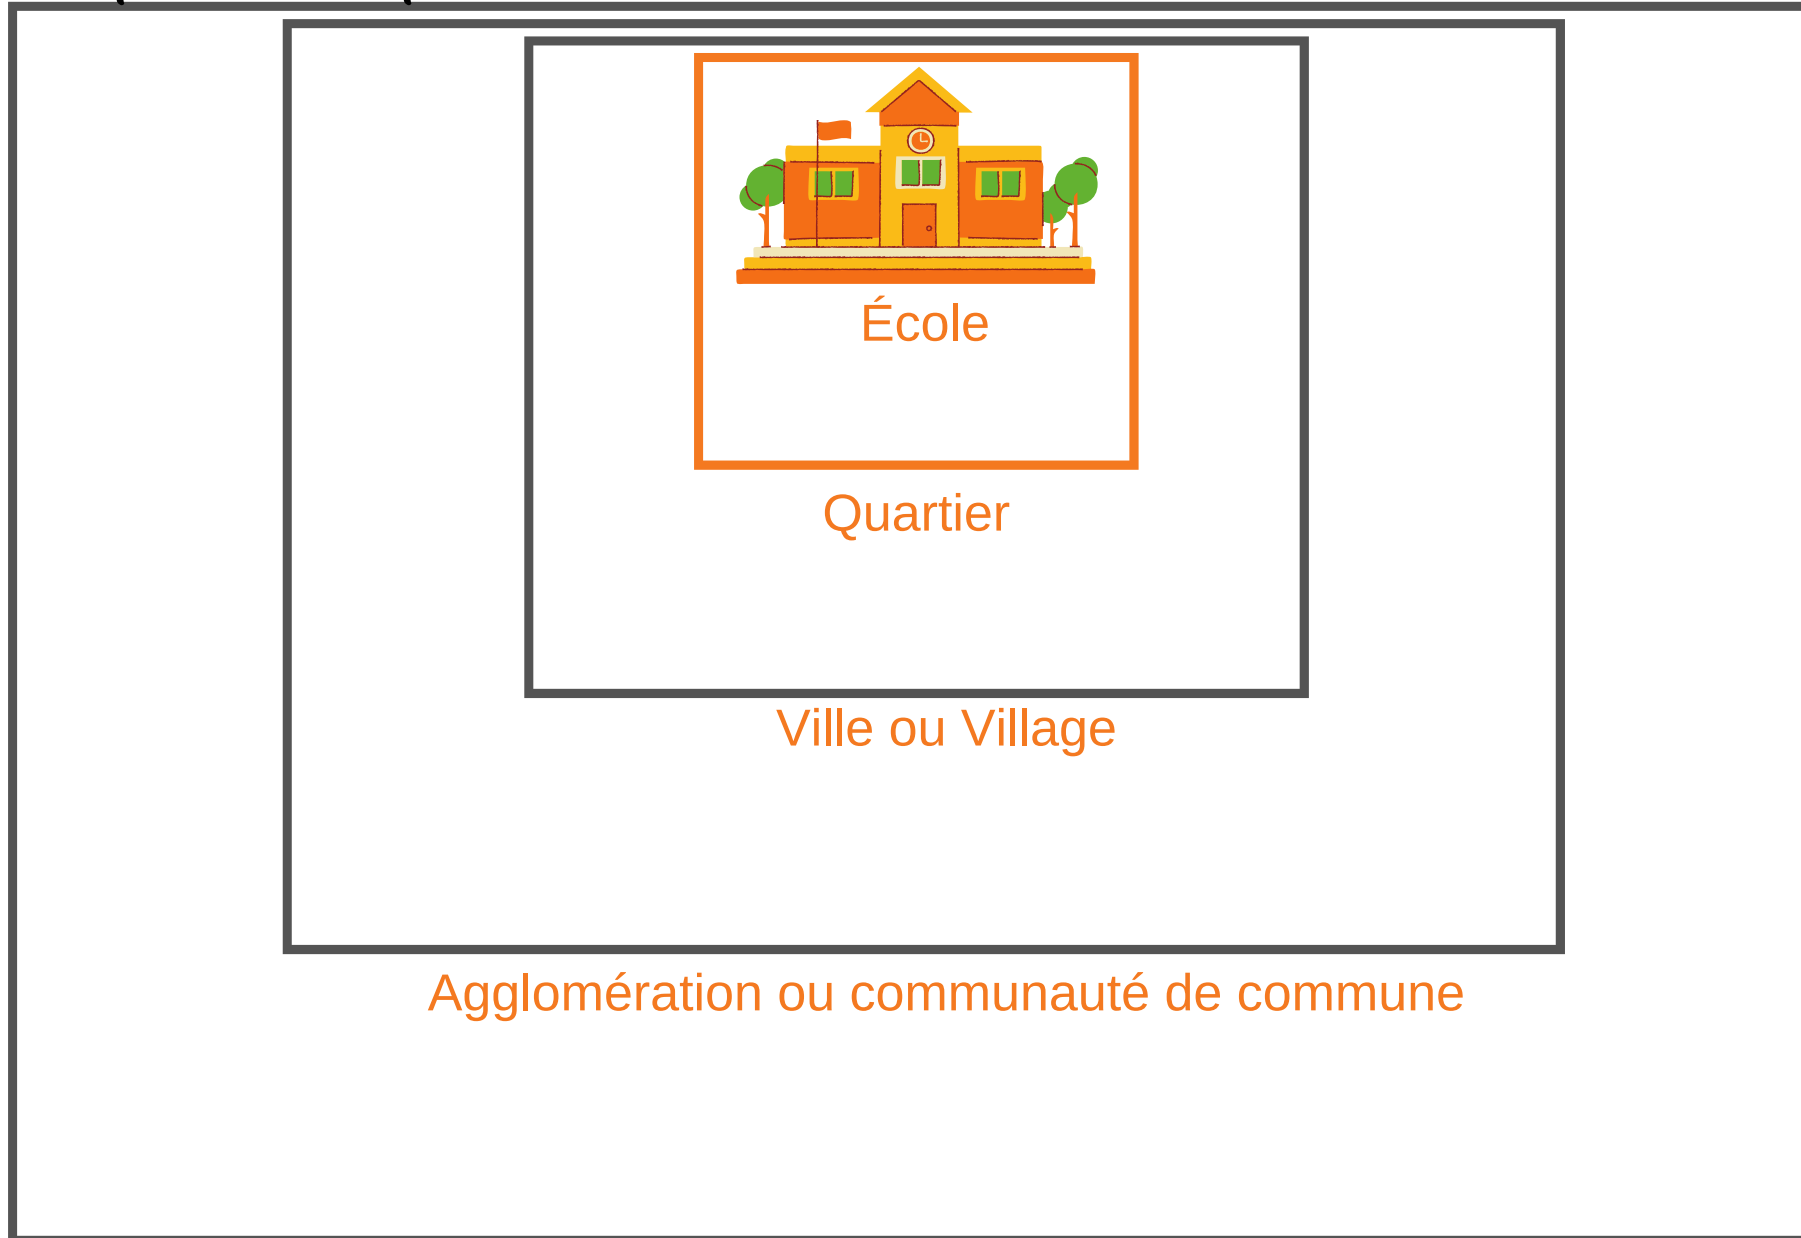 École
Quartier
Ville ou Village
Agglomération ou communauté de commune